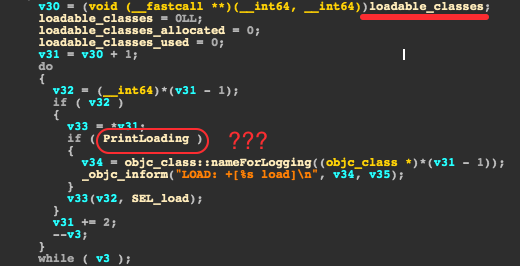 v30 = (void (__fastcall **)(__int64, __int64))loadable_classes;
loadable_classes = 0LL;
loadable_classes_allocated = 0;
loadable_classes_used = 0;
v31 = v30 + 1;
do
{
v32 = (__int64)*(v31 - 1);
if ( v32 )
{
v33 = *v31;
if ( PrintLoading ) ???
{
v34 = objc_class::nameForLogging((objc_class *)*(v31 - 1));
_objc_inform("LOAD: +[%s load]\n", v34, v35);
}
v33(v32, SEL_load);
}
v31 += 2;
--v3;
}
while ( v3 );